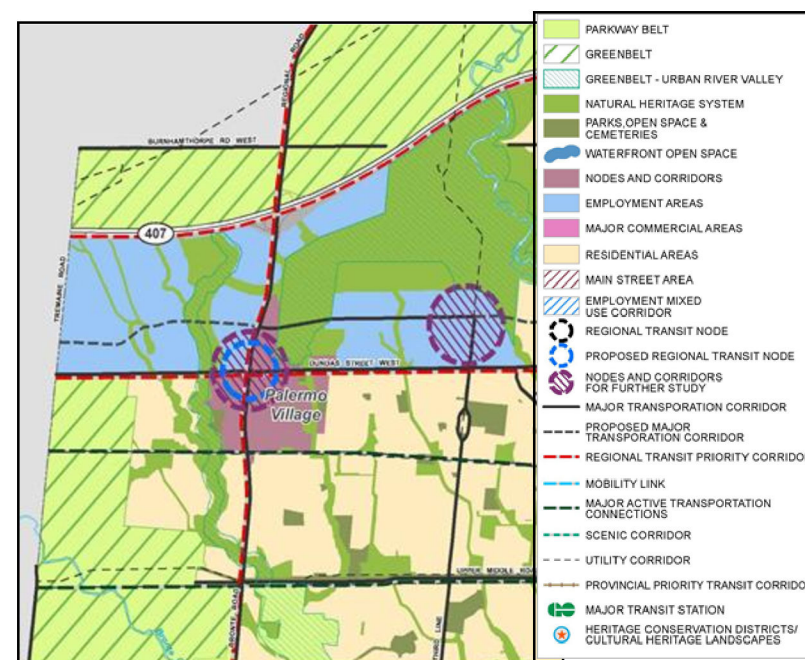 REGIONAL ROAD
BURNHAMTHORPE RD WEST
407
TREMAINE ROAD
DUNDAS STREET WEST
Palermo
Village
UPPER MIDDLE ROA
BRONTE ROAD
THIRD LINE
PARKWAY BELT
GREENBELT
GREENBELT - URBAN RIVER VALLEY
NATURAL HERITAGE SYSTEM
PARKS,OPEN SPACE &
CEMETERIES
WATERFRONT OPEN SPACE
NODES AND CORRIDORS
EMPLOYMENT AREAS
MAJOR COMMERCIAL AREAS
RESIDENTIAL AREAS
MAIN STREET AREA
EMPLOYMENT MIXED
USE CORRIDOR
REGIONAL TRANSIT NODE
PROPOSED REGIONAL TRANSIT NODE
NODES AND CORRIDORS
FOR FURTHER STUDY
MAJOR TRANSPORATION CORRIDOR
PROPOSED MAJOR
TRANSPORATION CORRIDOR
REGIONAL TRANSIT PRIORITY CORRIDO
MOBILITY LINK
MAJOR ACTIVE TRANSPORTATION
CONNECTIONS
SCENIC CORRIDOR
UTILITY CORRIDOR
PROVINCIAL PRIORITY TRANSIT CORRIDO
MAJOR TRANSIT STATION
HERITAGE CONSERVATION DISTRICTS/
CULTURAL HERITAGE LANDSCAPES